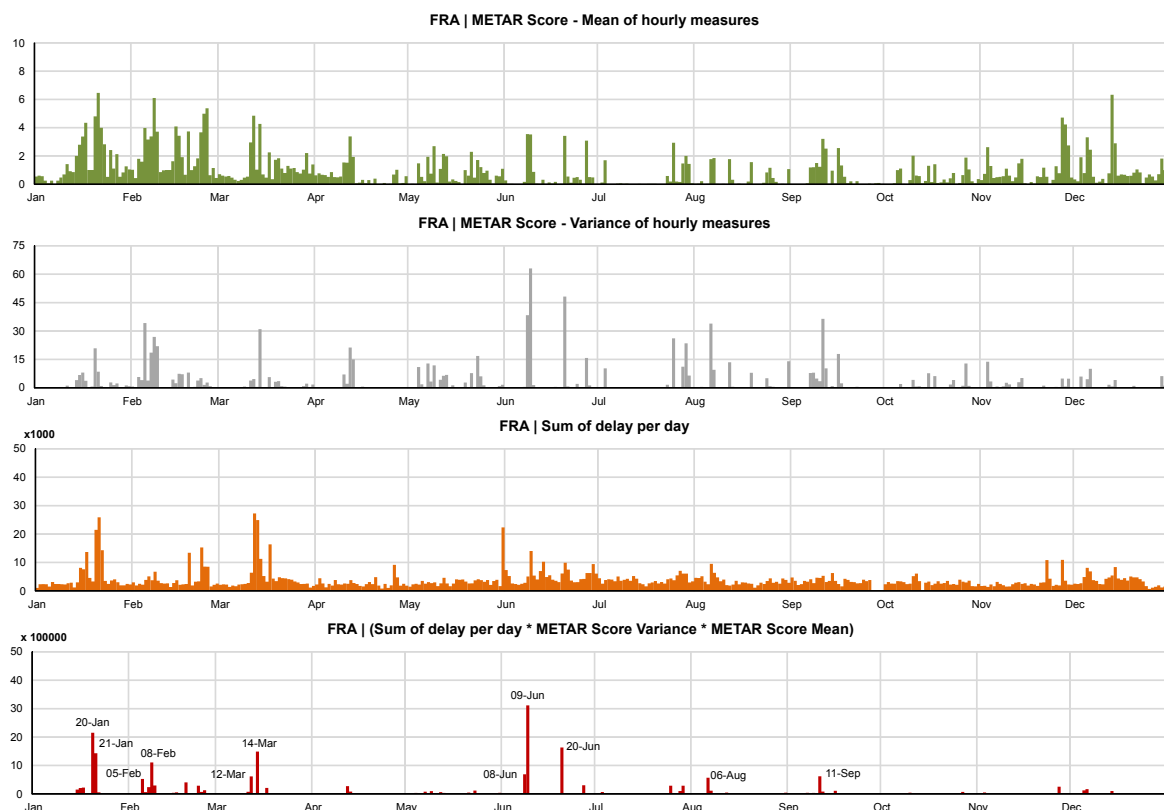 FRA | METAR Score - Mean of hourly measures
10
8
6
4
2
0
Jan Feb Mar Apr May Jun Jul Aug Sep Oct Nov Dec
FRA | METAR Score - Variance of hourly measures
75
60
45
30
15
0
Jan Feb Mar Apr May Jun Jul Aug Sep Oct Nov Dec
x1000
FRA | Sum of delay per day
50
40
30
20
10
0
Jan Feb Mar Apr May Jun Jul Aug Sep Oct Nov Dec
x 100000
FRA | (Sum of delay per day * METAR Score Variance * METAR Score Mean)
50
40
30
20
10
0
09-Jun
20-Jan
21-Jan
14-Mar
20-Jun
08-Feb
05-Feb
12-Mar
08-Jun
06-Aug
11-Sep
Jan Feb Mar Apr May Jun Jul Aug Sep Oct Nov Dec